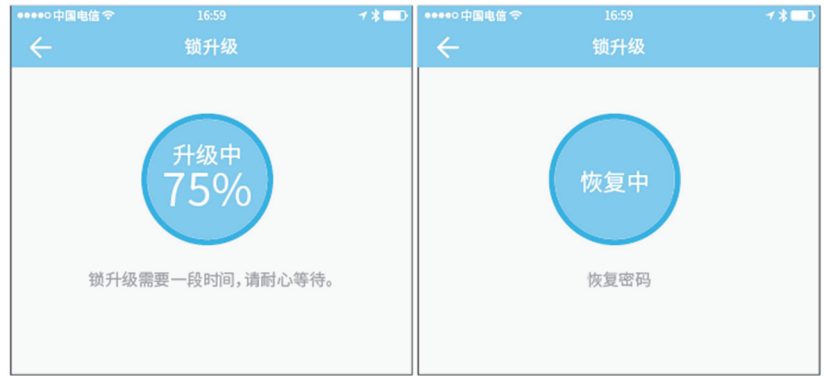 中国电信 16:59
锁升级
升级中
75%
锁升级需要一段时间,请耐心等待。
中国电信 16:59
锁升级
恢复中
恢复密码